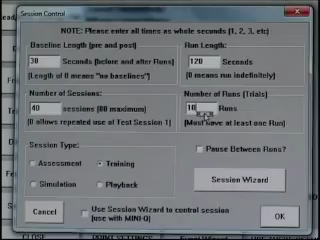 Session Control
NOTE: Please enter all times as whole seconds (1, 2, 3, etc)
Baseline Length (pre and post)
30 Seconds (before and after Runs)
(Length of 0 means "no baselines")
Run Length:
120 Seconds
(0 means run indefinitely)
Number of Sessions:
40 sessions (80 maximum)
(0 allows repeated use of Test Session 1)
Number of Runs (Trials)
10 Runs
(Must have at least one Run)
Session Type:
Assessment
Training
Simulation
Playback
Pause Between Runs?
Session Wizard
Cancel
Use Session Wizard to control session
(use with MINI-Q)
OK